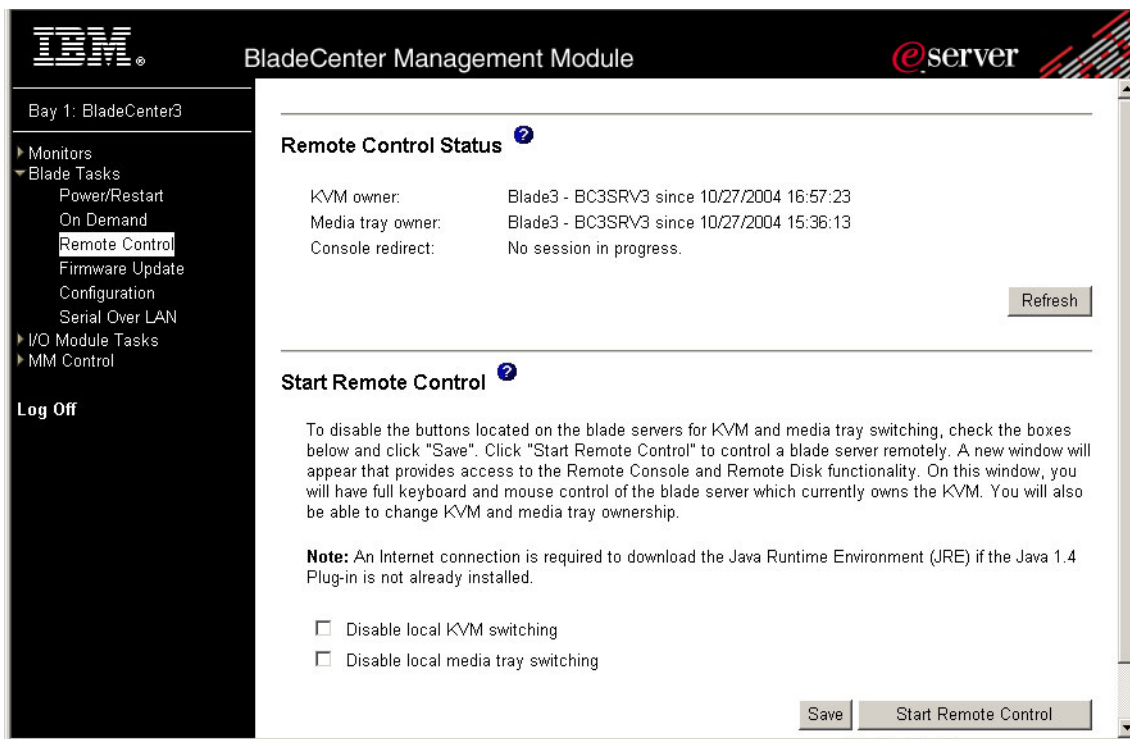 IBM®
BladeCenter Management Module
eserver
Bay 1: BladeCenter3
Monitors
Blade Tasks
Power/Restart
On Demand
Remote Control
Firmware Update
Configuration
Serial Over LAN
I/O Module Tasks
MM Control
Log Off
Remote Control Status ?
KVM owner: Blade3 - BC3SRV3 since 10/27/2004 16:57:23
Media tray owner: Blade3 - BC3SRV3 since 10/27/2004 15:36:13
Console redirect: No session in progress.
Refresh
Start Remote Control ?
To disable the buttons located on the blade servers for KVM and media tray switching, check the boxes
below and click "Save". Click "Start Remote Control" to control a blade server remotely. A new window will
appear that provides access to the Remote Console and Remote Disk functionality. On this window, you
will have full keyboard and mouse control of the blade server which currently owns the KVM. You will also
be able to change KVM and media tray ownership.
Note: An Internet connection is required to download the Java Runtime Environment (JRE) if the Java 1.4
Plug-in is not already installed.
Disable local KVM switching
Disable local media tray switching
Save
Start Remote Control